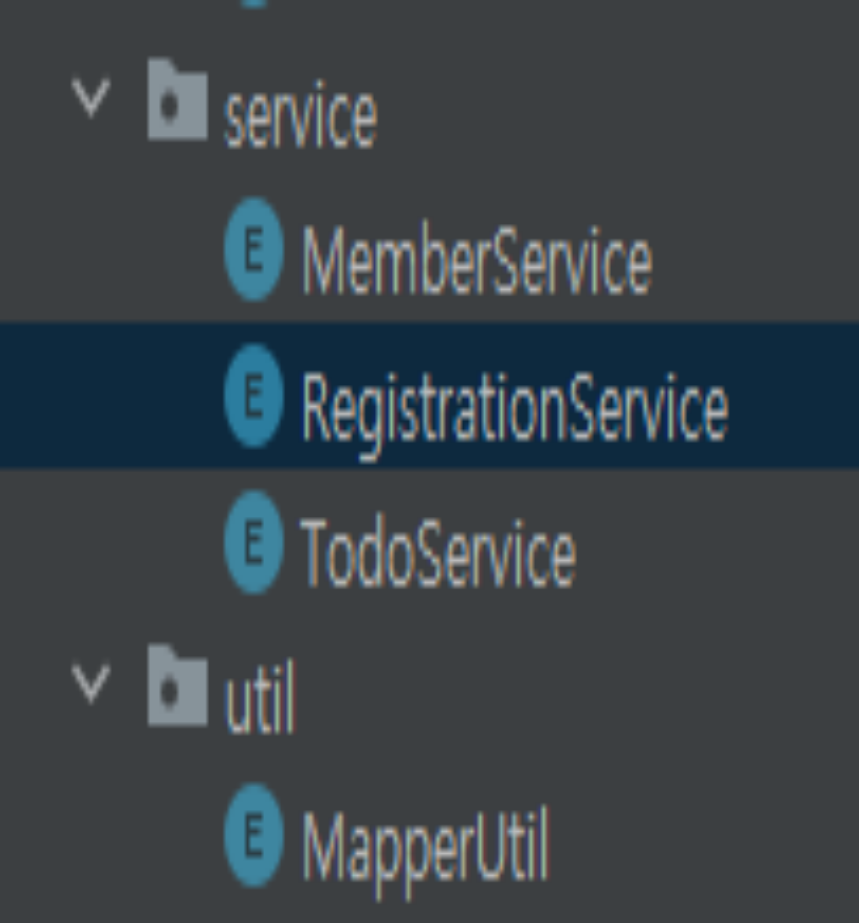 service
E MemberService
E RegistrationService
E TodoService
util
E MapperUtil